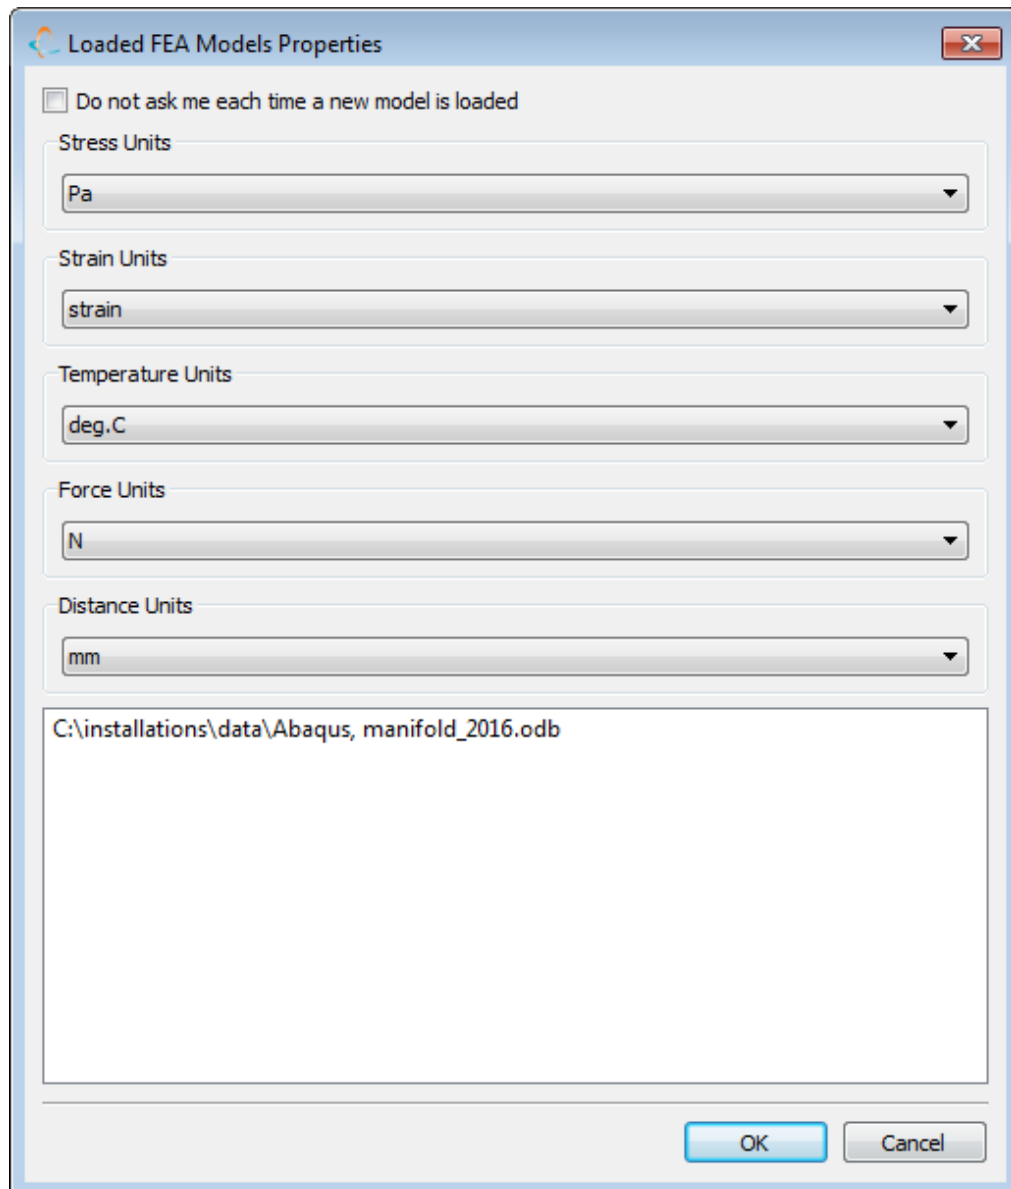 Loaded FEA Models Properties
Do not ask me each time a new model is loaded
Stress Units
Pa
Strain Units
strain
Temperature Units
deg.C
Force Units
N
Distance Units
mm
C:\installations\data\Abaqus, manifold_2016.odb
OK Cancel